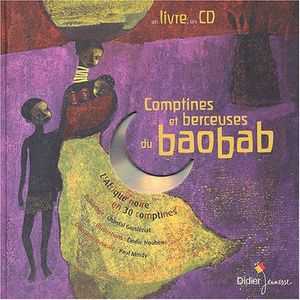 un livre, un CD
Comptines
et berceuses
du baobab
L'Afrique noire
en 30 comptines
Chantal Grosléziat
Élodie Nouhen
Paul Mindy
Didier Jeunesse